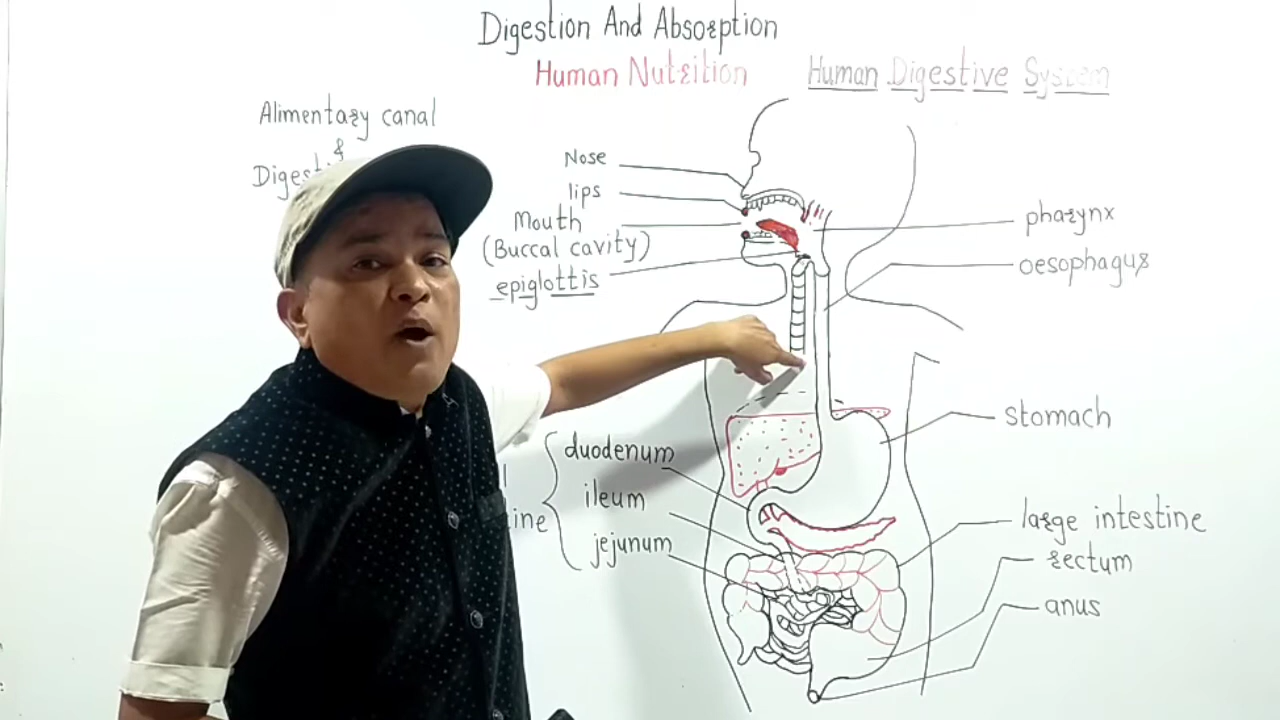 Digestion And Absorption
Human Nutrition
Human Digestive System
Alimentary canal
&
Nose
lips
Mouth
(Buccal cavity)
epiglottis
pharynx
oesophagus
stomach
duodenum
ileum
jejunum
large intestine
rectum
anus